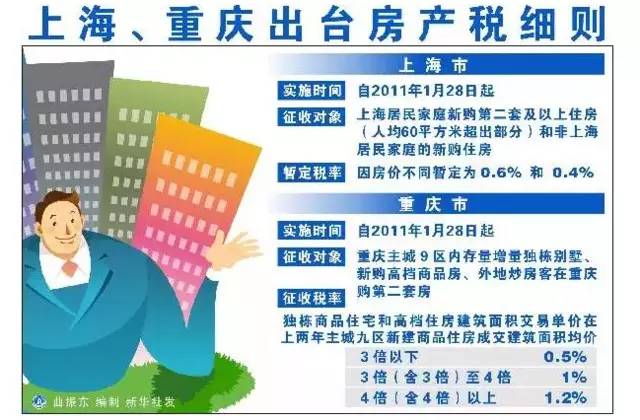 上海、重庆出台房产税细则
上海市
实施时间 自2011年1月28日起
征收对象 上海居民家庭新购第二套及以上住房
（人均60平方米超出部分）和非上海
居民家庭的新购住房
暂定税率 因房价不同暂定为0.6% 和 0.4%
重庆市
实施时间 自2011年1月28日起
征收对象 重庆主城9区内存量增量独栋别墅、
新购高档商品房、外地炒房客在重庆
购第二套房
征收税率
独栋商品住宅和高档住房建筑面积交易单价在
上两年主城九区新建商品住房成交建筑面积均价
3倍以下 0.5%
3倍（含3倍）至4倍 1%
4倍（含4倍）以上 1.2%
曲振东 编制 新华社发